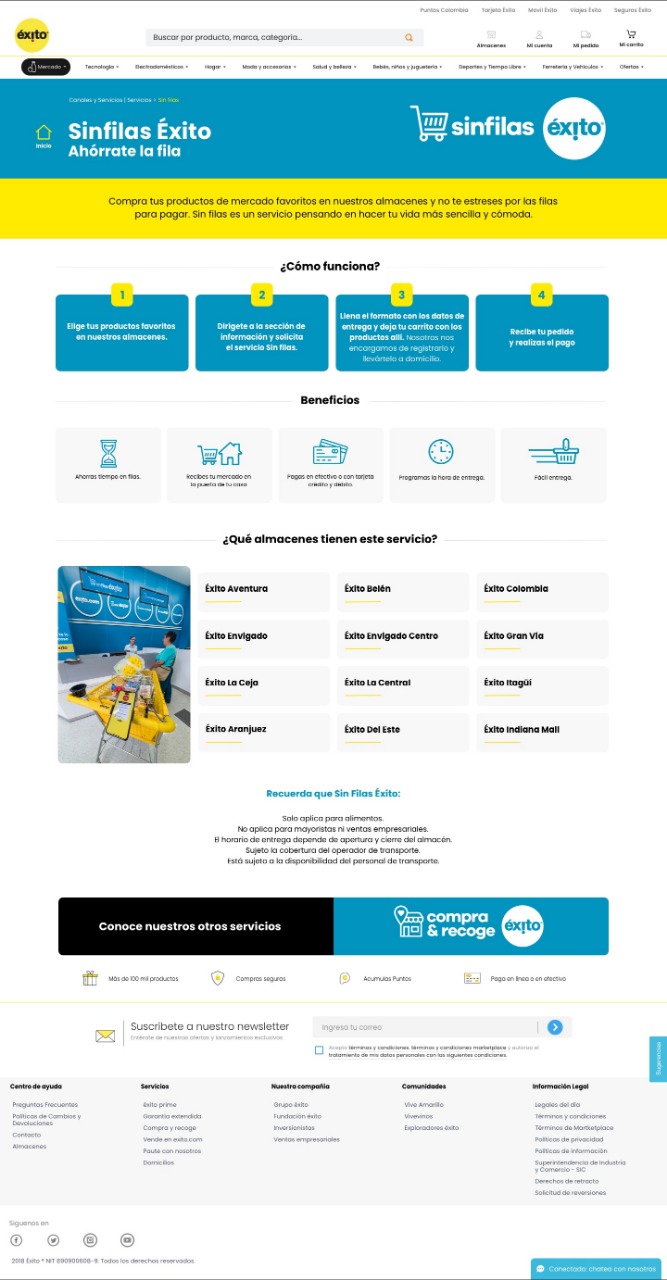 Puntos Colombia Tarjeta Éxito Movil Éxito Viajes Éxito Seguros Éxito
éxito
Buscar por producto, marca, categoría...
Almacenes Mi cuenta Mi pedido Mi carrito
Mercado Tecnología Electrodomésticos Hogar Moda y accesorios Salud y belleza Bebés, niños y juguetería Deportes y Tiempo Libre Ferretería y Vehículos Ofertas
Canales y Servicios | Servicios > Sin filas
Inicio
Sinfilas Éxito
Ahórrate la fila
sinfilas éxito
Compra tus productos de mercado favoritos en nuestros almacenes y no te estreses por las filas
para pagar. Sin filas es un servicio pensando en hacer tu vida más sencilla y cómoda.
¿Cómo funciona?
1
Elige tus productos favoritos
en nuestros almacenes.
2
Dirígete a la sección de
información y solicita
el servicio Sin filas.
3
Llena el formato con los datos de
entrega y deja tu carrito con los
productos allí. Nosotros nos
encargamos de registrarlo y
llevártelo a domicilio.
4
Recibe tu pedido
y realizas el pago
Beneficios
Ahorras tiempo en filas.
Recibes tu mercado en
la puerta de tu casa
Pagas en efectivo o con tarjeta
crédito y débito.
Programas la hora de entrega.
Fácil entrega.
¿Qué almacenes tienen este servicio?
Éxito Aventura Éxito Belén Éxito Colombia
Éxito Envigado Éxito Envigado Centro Éxito Gran Vía
Éxito La Ceja Éxito La Central Éxito Itagüí
Éxito Aranjuez Éxito Del Este Éxito Indiana Mall
Recuerda que Sin Filas Éxito:
Solo aplica para alimentos.
No aplica para mayoristas ni ventas empresariales.
El horario de entrega depende de apertura y cierre del almacén.
Sujeto la cobertura del operador de transporte.
Está sujeto a la disponibilidad del personal de transporte.
Conoce nuestros otros servicios
compra
& recoge
éxito
Más de 100 mil productos Compras seguras Acumulas Puntos Paga en línea o en efectivo
Suscríbete a nuestro newsletter
Entérate de nuestras ofertas y lanzamientos exclusivos
Ingresa tu correo
Acepto términos y condiciones, términos y condiciones marketplace y autorizo el
tratamiento de mis datos personales con las siguientes condiciones.
Sugerencias
Centro de ayuda
Preguntas Frecuentes
Políticas de Cambios y
Devoluciones
Contacto
Almacenes
Servicios
éxito prime
Garantía extendida
Compra y recoge
Vende en exito.com
Paute con nosotros
Domicilios
Nuestra compañía
Grupo éxito
Fundación éxito
Inversionistas
Ventas empresariales
Comunidades
Vive Amarillo
Vivevinos
Exploradores éxito
Información Legal
Legales del día
Términos y condiciones
Términos de Marketplace
Políticas de privacidad
Políticas de información
Superintendencia de Industria
y Comercio - SIC
Derechos de retracto
Solicitud de reversiones
Síguenos en
2018 Éxito ® NIT 890900608-9. Todos los derechos reservados.
Conectado: chatea con nosotros